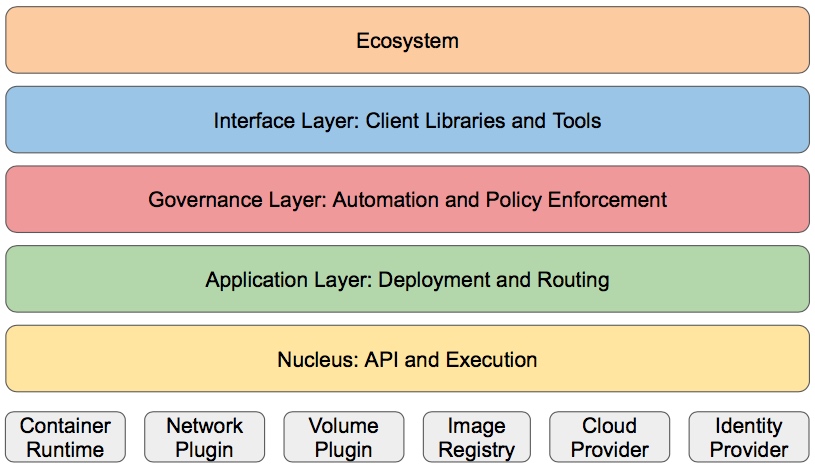 Ecosystem
Interface Layer: Client Libraries and Tools
Governance Layer: Automation and Policy Enforcement
Application Layer: Deployment and Routing
Nucleus: API and Execution
Container
Runtime
Network
Plugin
Volume
Plugin
Image
Registry
Cloud
Provider
Identity
Provider